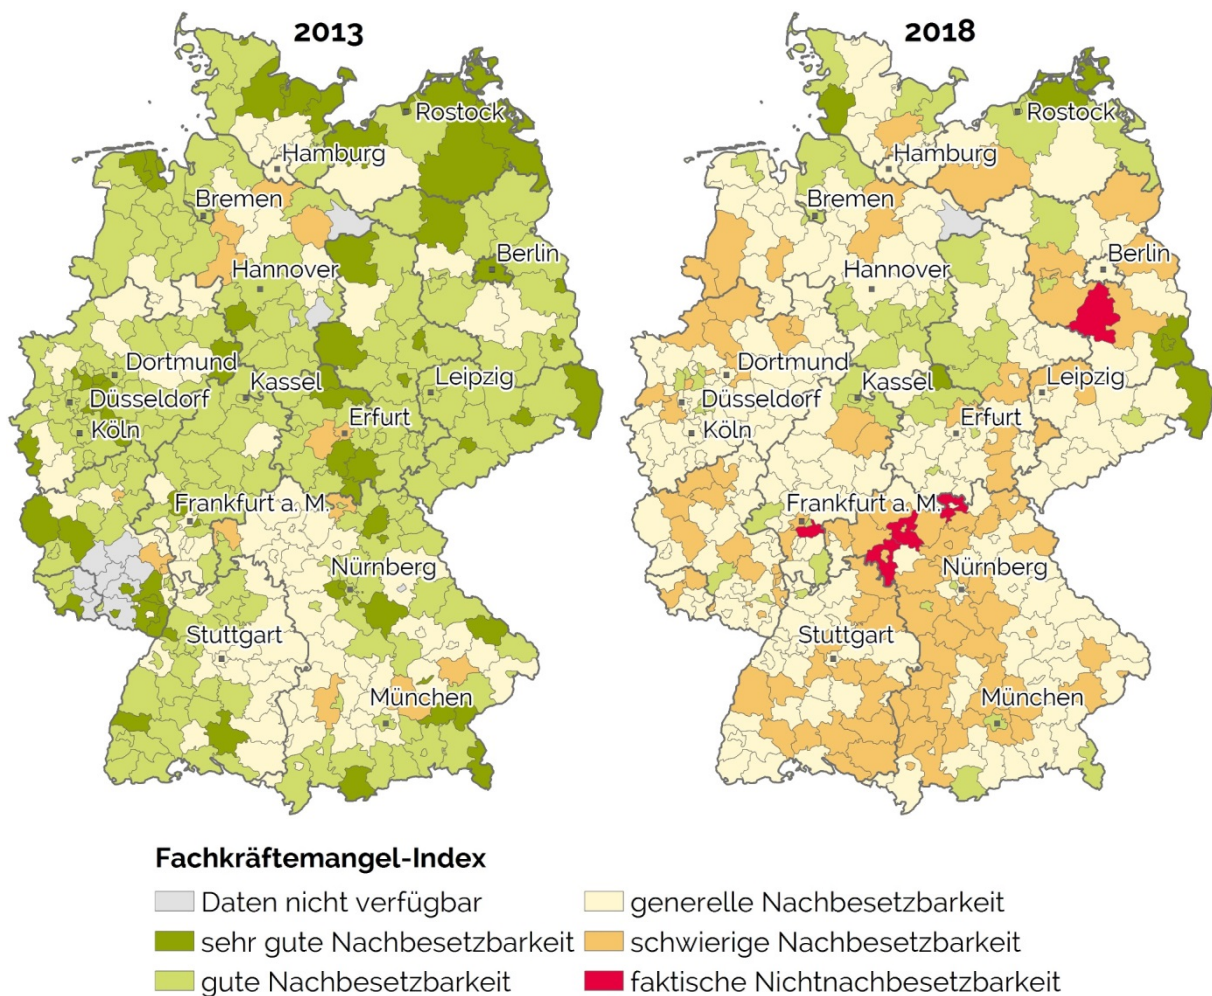 2013
2018
Rostock
Hamburg
Bremen
Berlin
Hannover
Dortmund
Kassel
Leipzig
Düsseldorf
Erfurt
Köln
Frankfurt a. M.
Nürnberg
Stuttgart
München
Rostock
Hamburg
Bremen
Berlin
Hannover
Dortmund
Kassel
Leipzig
Düsseldorf
Erfurt
Köln
Frankfurt a. M.
Nürnberg
Stuttgart
München
Fachkräftemangel-Index
Daten nicht verfügbar
sehr gute Nachbesetzbarkeit
gute Nachbesetzbarkeit
generelle Nachbesetzbarkeit
schwierige Nachbesetzbarkeit
faktische Nichtnachbesetzbarkeit